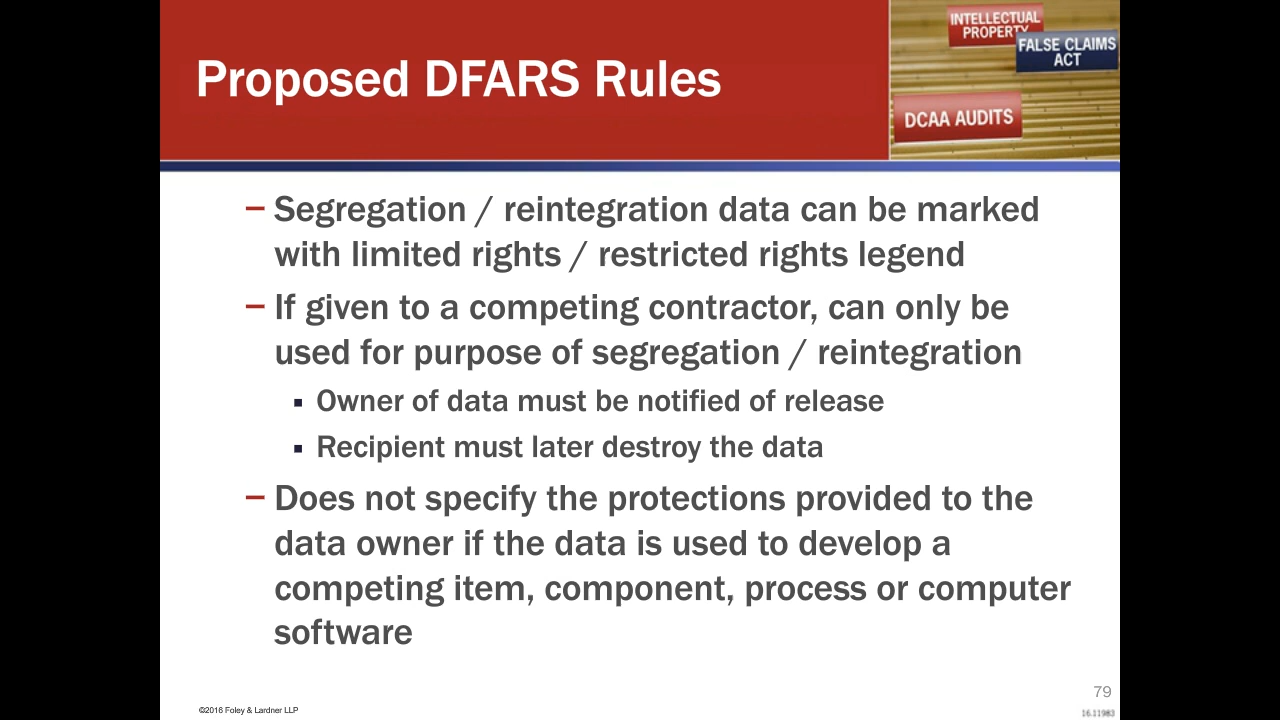 INTELLECTUAL
PROPERTY
FALSE CLAIMS
ACT
DCAA AUDITS
Proposed DFARS Rules
– Segregation / reintegration data can be marked
with limited rights / restricted rights legend
– If given to a competing contractor, can only be
used for purpose of segregation / reintegration
▪ Owner of data must be notified of release
▪ Recipient must later destroy the data
– Does not specify the protections provided to the
data owner if the data is used to develop a
competing item, component, process or computer
software
79
©2016 Foley & Lardner LLP
16.11983